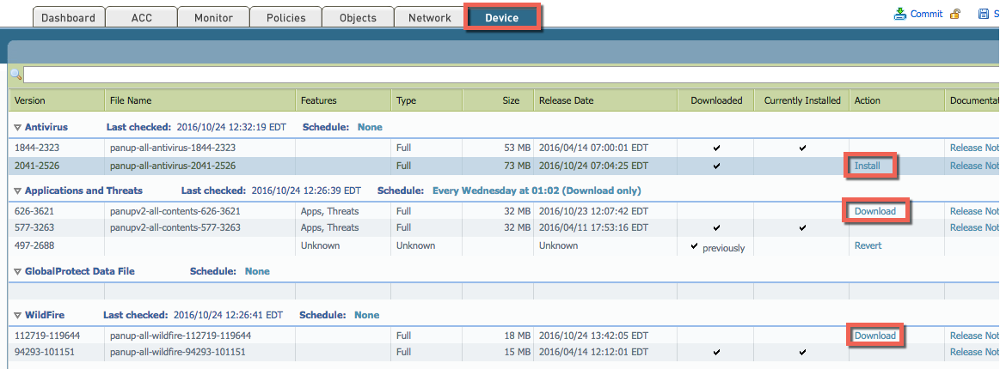 Dashboard ACC Monitor Policies Objects Network Device Commit S
Version File Name Features Type Size Release Date Downloaded Currently Installed Action Documentat
Antivirus Last checked: 2016/10/24 12:32:19 EDT Schedule: None
1844-2323 panup-all-antivirus-1844-2323 Full 53 MB 2016/04/14 07:00:01 EDT ✔ ✔ Release Not
2041-2526 panup-all-antivirus-2041-2526 Full 73 MB 2016/10/24 07:04:25 EDT ✔ Install Release Not
Applications and Threats Last checked: 2016/10/24 12:26:39 EDT Schedule: Every Wednesday at 01:02 (Download only)
626-3621 panupv2-all-contents-626-3621 Apps, Threats Full 32 MB 2016/10/23 12:07:42 EDT Download Release Not
577-3263 panupv2-all-contents-577-3263 Apps, Threats Full 32 MB 2016/04/11 17:53:16 EDT ✔ ✔ Release Not
497-2688 Unknown Unknown Unknown ✔ previously Revert
GlobalProtect Data File Schedule: None
WildFire Last checked: 2016/10/24 12:26:41 EDT Schedule: None
112719-119644 panup-all-wildfire-112719-119644 Full 18 MB 2016/10/24 13:42:05 EDT Download Release Not
94293-101151 panup-all-wildfire-94293-101151 Full 15 MB 2016/04/14 12:12:01 EDT ✔ ✔ Release Not